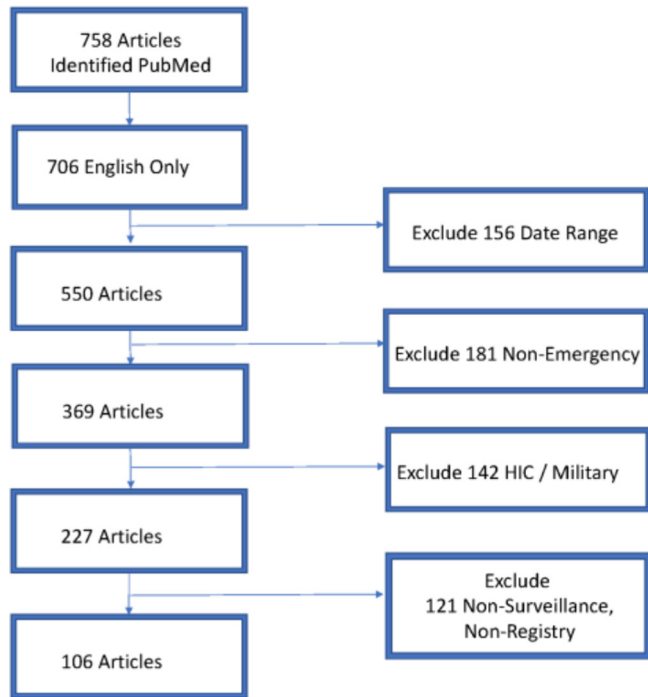 758 Articles
Identified PubMed
706 English Only
Exclude 156 Date Range
550 Articles
Exclude 181 Non-Emergency
369 Articles
Exclude 142 HIC / Military
227 Articles
Exclude
121 Non-Surveillance,
Non-Registry
106 Articles